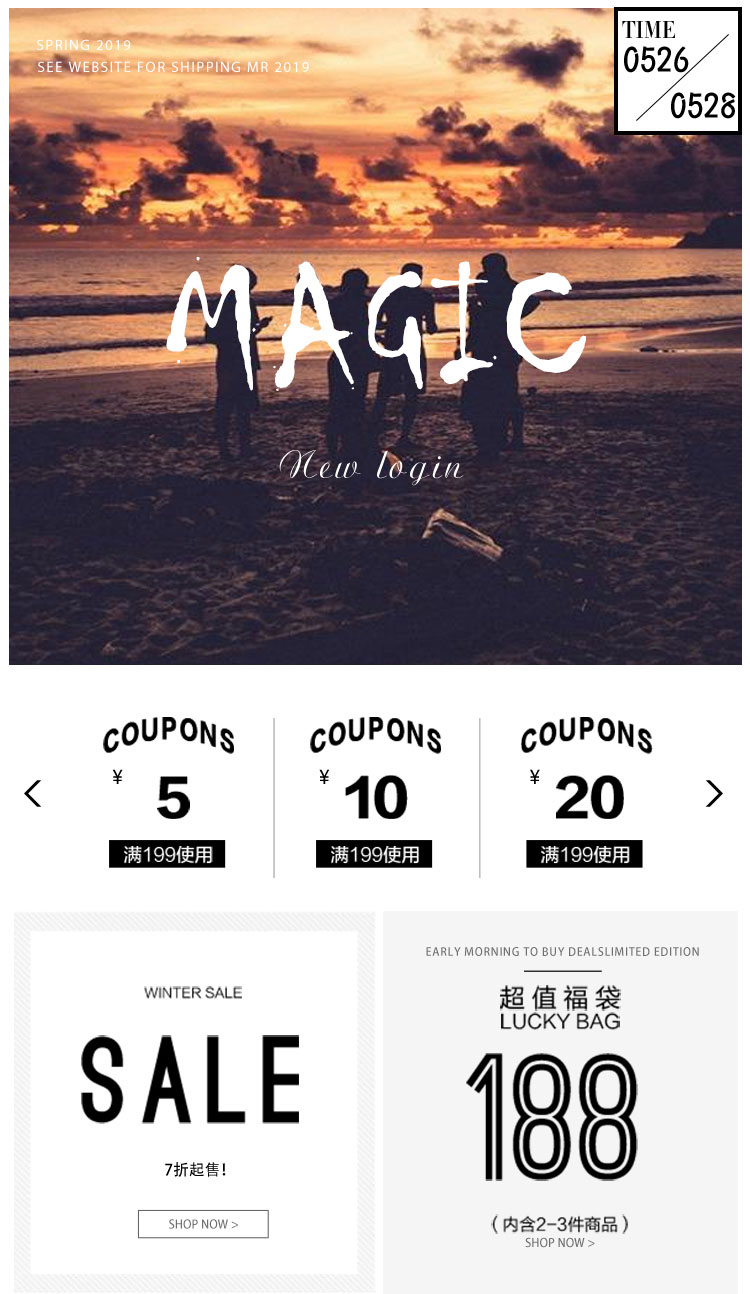 SPRING 2019
SEE WEBSITE FOR SHIPPING MR 2019
TIME
0526
0528
MAGIC
New login
COUPONS
¥ 5
满199使用
COUPONS
¥ 10
满199使用
COUPONS
¥ 20
满199使用
WINTER SALE
SALE
7折起售!
SHOP NOW >
EARLY MORNING TO BUY DEALSLIMITED EDITION
超值福袋
LUCKY BAG
188
(内含2-3件商品)
SHOP NOW >